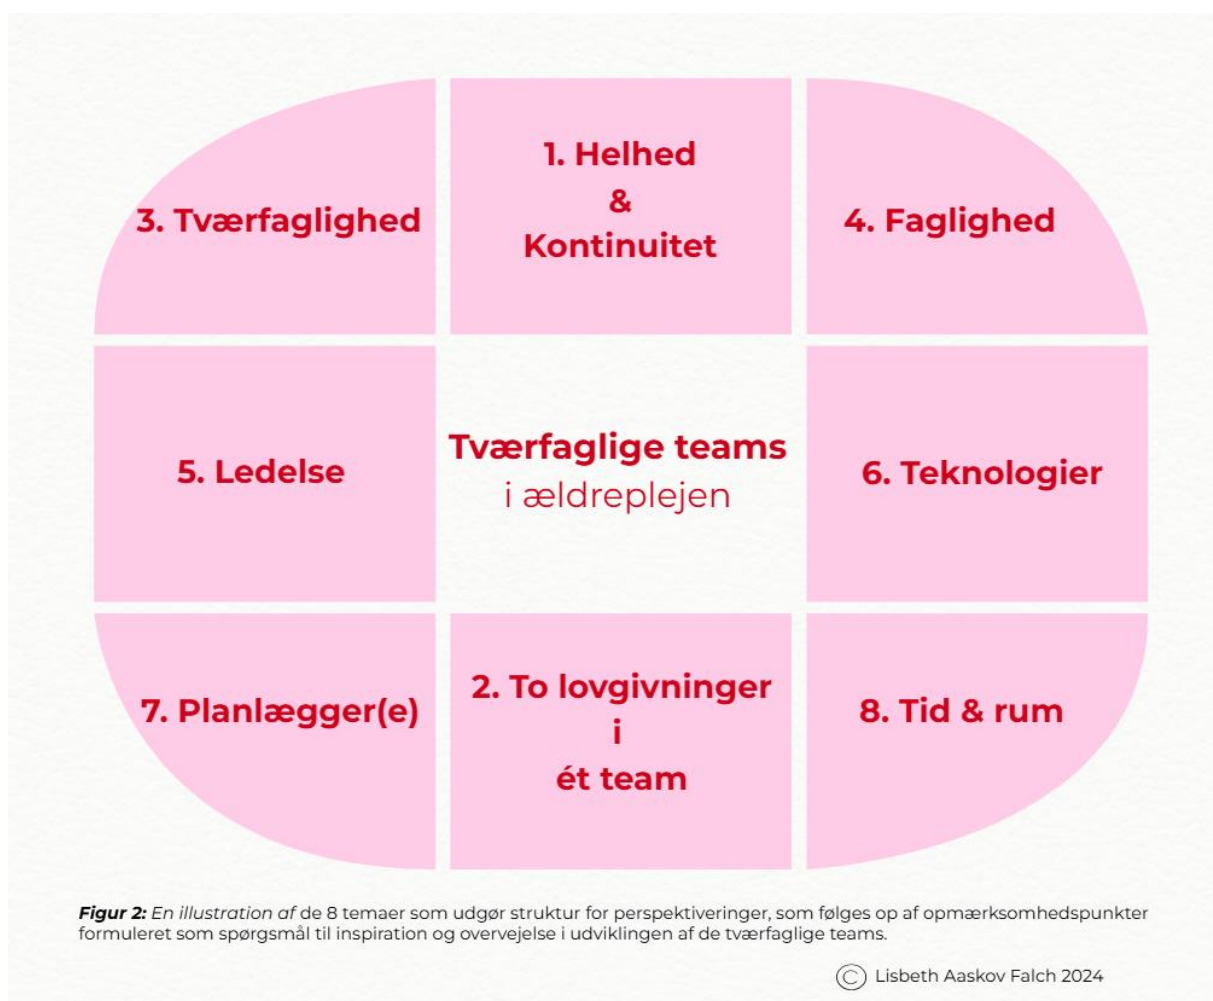 1. Helhed
&
Kontinuitet
3. Tværfaglighed
4. Faglighed
Tværfaglige teams
i ældreplejen
5. Ledelse
6. Teknologier
2. To lovgivninger
i
ét team
7. Planlægger(e)
8. Tid & rum
Figur 2: En illustration af de 8 temaer som udgør struktur for perspektiveringer, som følges op af opmærksomhedspunkter
formuleret som spørgsmål til inspiration og overvejelse i udviklingen af de tværfaglige teams.
© Lisbeth Aaskov Falch 2024